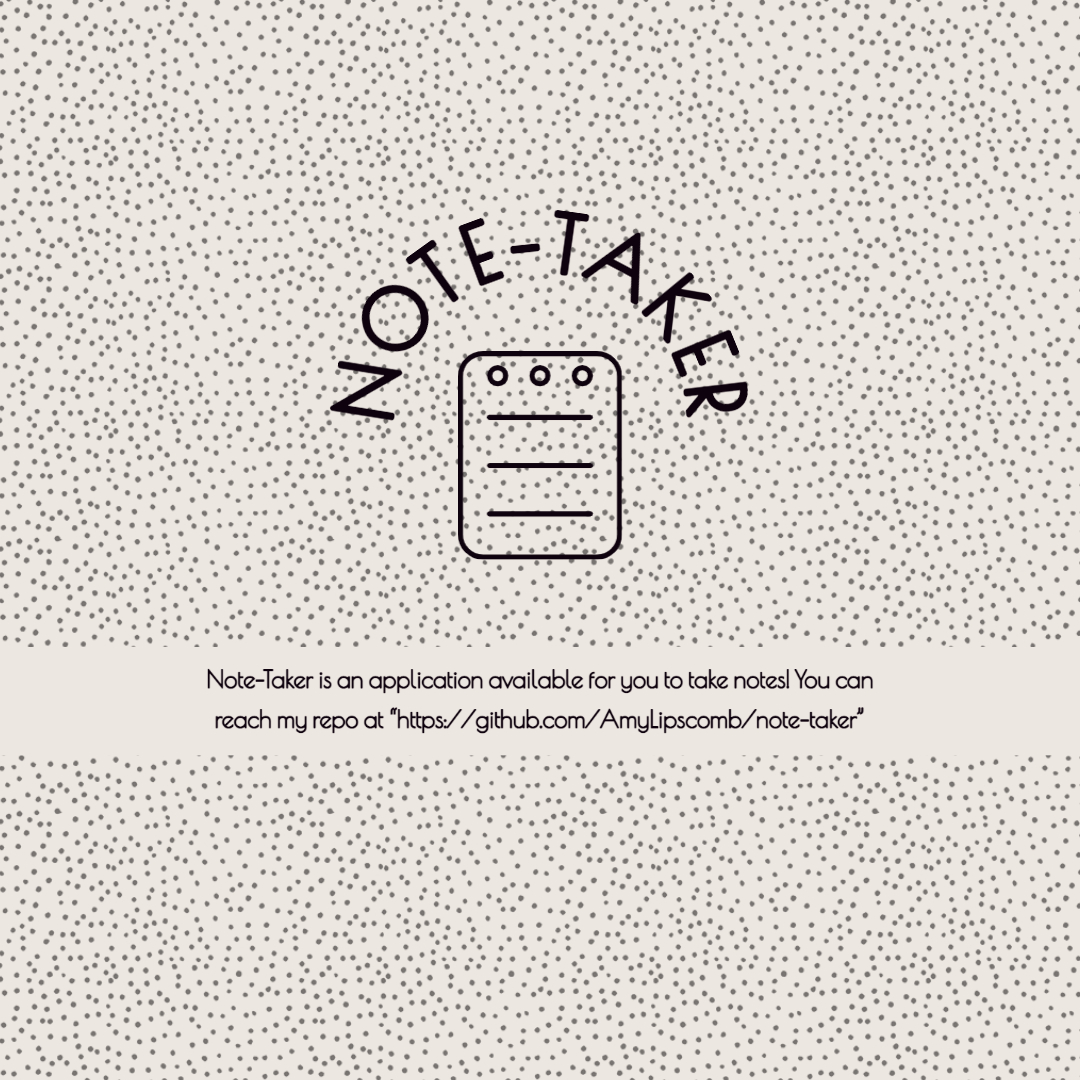 NOTE-TAKER
Note-Taker is an application available for you to take notes! You can
reach my repo at "https://github.com/AmyLipscomb/note-taker"